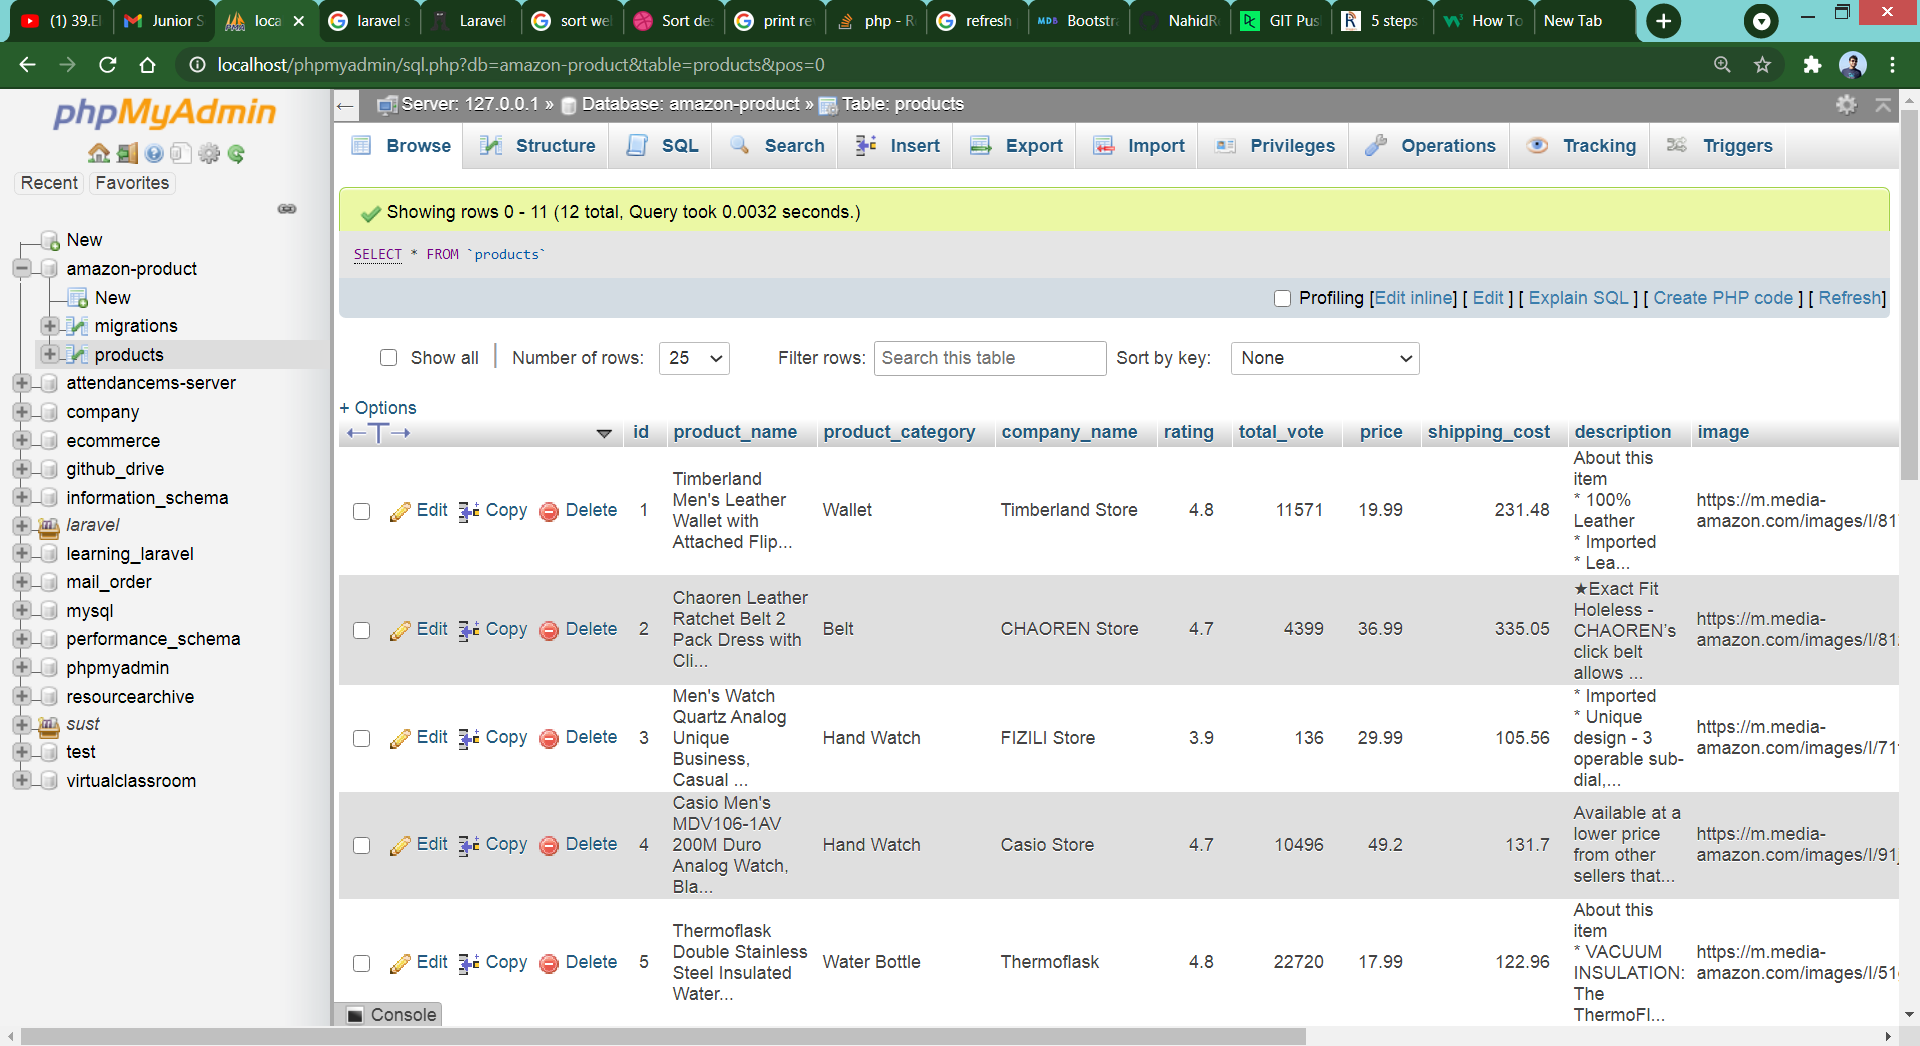 (1) 39.El
Junior S
loca
laravel s
Laravel
sort wel
Sort des
print re
php - R
refresh
MDB Bootstra
NahidR
GIT Pus
5 steps
How To
New Tab
localhost/phpmyadmin/sql.php?db=amazon-product&table=products&pos=0
phpMyAdmin
Recent Favorites
New
amazon-product
New
migrations
products
attendancems-server
company
ecommerce
github_drive
information_schema
laravel
learning_laravel
mail_order
mysql
performance_schema
phpmyadmin
resourcearchive
sust
test
virtualclassroom
Server: 127.0.0.1 » Database: amazon-product » Table: products
Browse Structure SQL Search Insert Export Import Privileges Operations Tracking Triggers
Showing rows 0 - 11 (12 total, Query took 0.0032 seconds.)
SELECT * FROM `products`
Profiling [Edit inline] [ Edit ] [ Explain SQL ] [ Create PHP code ] [ Refresh]
Show all | Number of rows: 25 Filter rows: Search this table Sort by key: None
+ Options
←T→ id product_name product_category company_name rating total_vote price shipping_cost description image
Edit Copy Delete 1
Timberland
Men's Leather
Wallet with
Attached Flip...
Wallet Timberland Store 4.8 11571 19.99 231.48
About this
item
* 100%
Leather
* Imported
* Lea...
https://m.media-
amazon.com/images/I/81
Edit Copy Delete 2
Chaoren Leather
Ratchet Belt 2
Pack Dress with
Cli...
Belt CHAOREN Store 4.7 4399 36.99 335.05
★Exact Fit
Holeless -
CHAOREN's
click belt
allows ...
https://m.media-
amazon.com/images/I/81
Edit Copy Delete 3
Men's Watch
Quartz Analog
Unique
Business,
Casual ...
Hand Watch FIZILI Store 3.9 136 29.99 105.56
* Imported
* Unique
design - 3
operable sub-
dial,...
https://m.media-
amazon.com/images/I/71
Edit Copy Delete 4
Casio Men's
MDV106-1AV
200M Duro
Analog Watch,
Bla...
Hand Watch Casio Store 4.7 10496 49.2 131.7
Available at a
lower price
from other
sellers that...
https://m.media-
amazon.com/images/I/91
Edit Copy Delete 5
Thermoflask
Double Stainless
Steel Insulated
Water...
Water Bottle Thermoflask 4.8 22720 17.99 122.96
About this
item
* VACUUM
INSULATION:
The
ThermoFl...
https://m.media-
amazon.com/images/I/51
Console